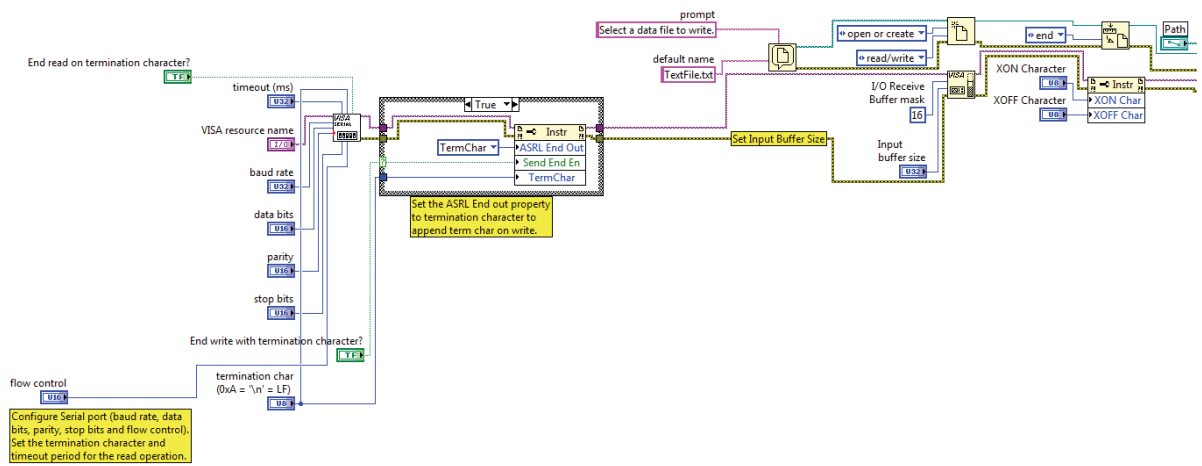 prompt
Select a data file to write.
open or create
end
Path
default name
read/write
TextFile.txt
End read on termination character?
TF
timeout (ms)
U32
VISA
SERIAL
VISA resource name
I/O
baud rate
U32
data bits
U16
parity
U16
stop bits
U16
End write with termination character?
TF
termination char
(0xA = '\n' = LF)
U8
flow control
U16
Configure Serial port (baud rate, data
bits, parity, stop bits and flow control).
Set the termination character and
timeout period for the read operation.
True
TermChar
Instr
ASRL End Out
Send End En
TermChar
?
Set the ASRL End out property
to termination character to
append term char on write.
Set Input Buffer Size
VISA
I/O Receive
Buffer mask
16
Input
buffer size
U32
XON Character
U8
XOFF Character
U8
Instr
XON Char
XOFF Char